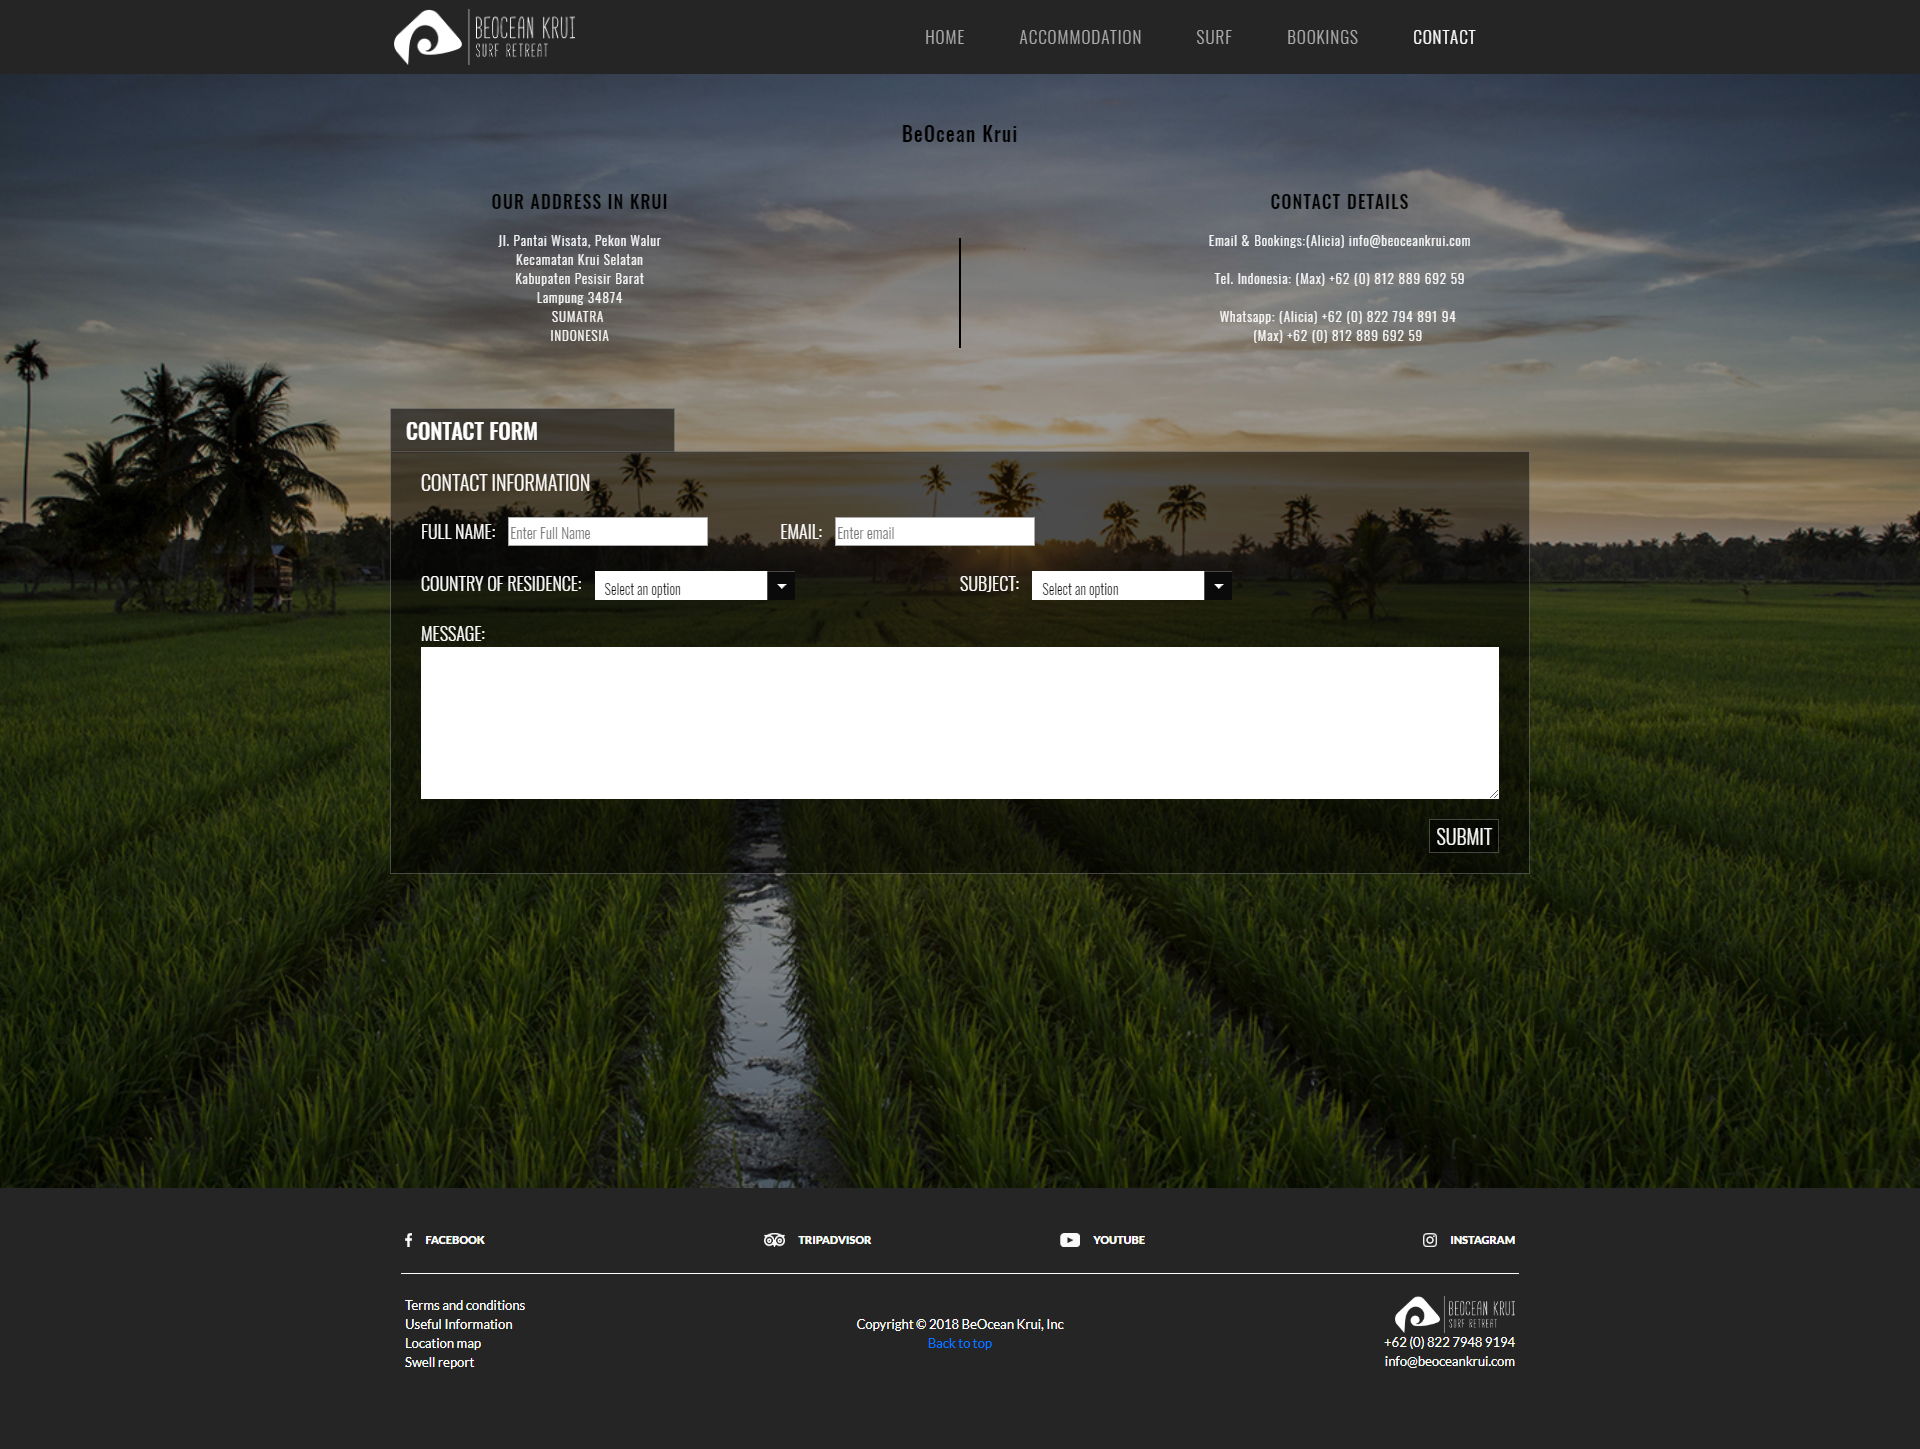 BEOCEAN KRUI
SURF RETREAT
HOME
ACCOMMODATION
SURF
BOOKINGS
CONTACT
BeOcean Krui
OUR ADDRESS IN KRUI
Jl. Pantai Wisata, Pekon Walur
Kecamatan Krui Selatan
Kabupaten Pesisir Barat
Lampung 34874
SUMATRA
INDONESIA
CONTACT DETAILS
Email & Bookings:(Alicia) info@beoceankrui.com
Tel. Indonesia: (Max) +62 (0) 812 889 692 59
Whatsapp: (Alicia) +62 (0) 822 794 891 94
(Max) +62 (0) 812 889 692 59
CONTACT FORM
CONTACT INFORMATION
FULL NAME: Enter Full Name
EMAIL: Enter email
COUNTRY OF RESIDENCE: Select an option
SUBJECT: Select an option
MESSAGE:
SUBMIT
FACEBOOK
TRIPADVISOR
YOUTUBE
INSTAGRAM
Terms and conditions
Useful Information
Location map
Swell report
Copyright © 2018 BeOcean Krui, Inc
Back to top
BEOCEAN KRUI
SURF RETREAT
+62 (0) 822 7948 9194
info@beoceankrui.com